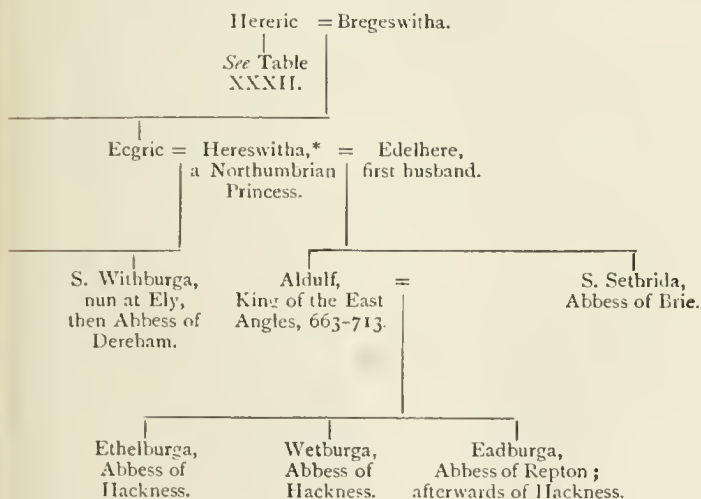 Hereric = Bregeswitha.
See Table
XXXII.
Ecgric = Hereswitha,* = Edelhere,
a Northumbrian first husband.
Princess.
S. Withburga, Aldulf, = S. Sethrida,
nun at Ely, King of the East Abbess of Brie.
then Abbess of Angles, 663-713.
Dereham.
Ethelburga, Wetburga, Eadburga,
Abbess of Abbess of Abbess of Repton ;
Hackness. Hackness. afterwards of Hackness.